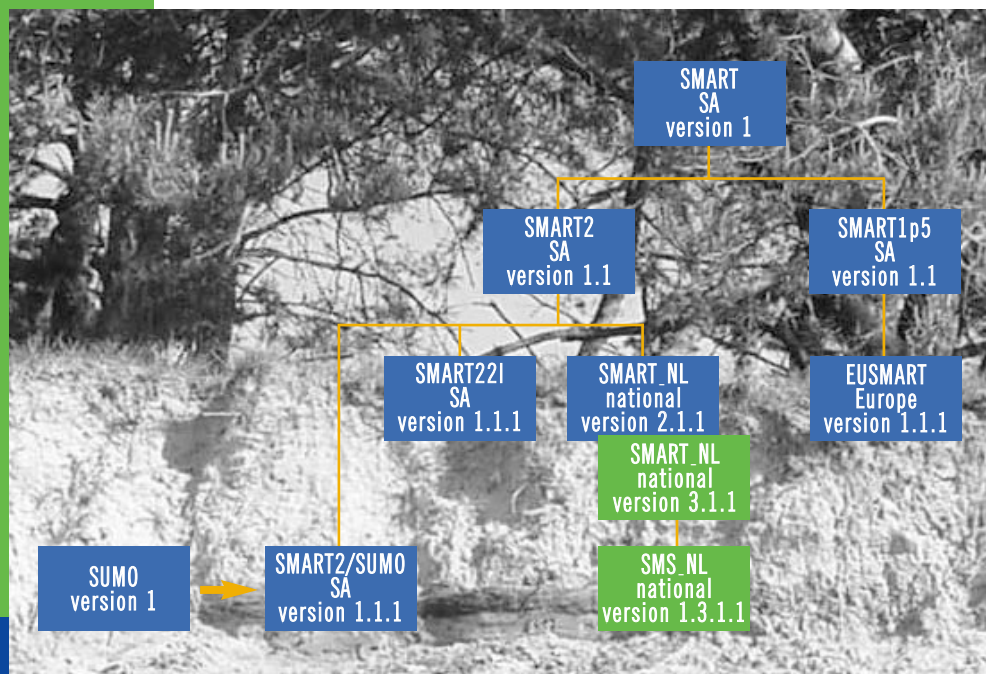 SMART
SA
version 1
SMART2
SA
version 1.1
SMART1p5
SA
version 1.1
SMART22l
SA
version 1.1.1
SMART_NL
national
version 2.1.1
EUSMART
Europe
version 1.1.1
SMART_NL
national
version 3.1.1
SUMO
version 1
SMART2/SUMO
SA
version 1.1.1
SMS_NL
national
version 1.3.1.1